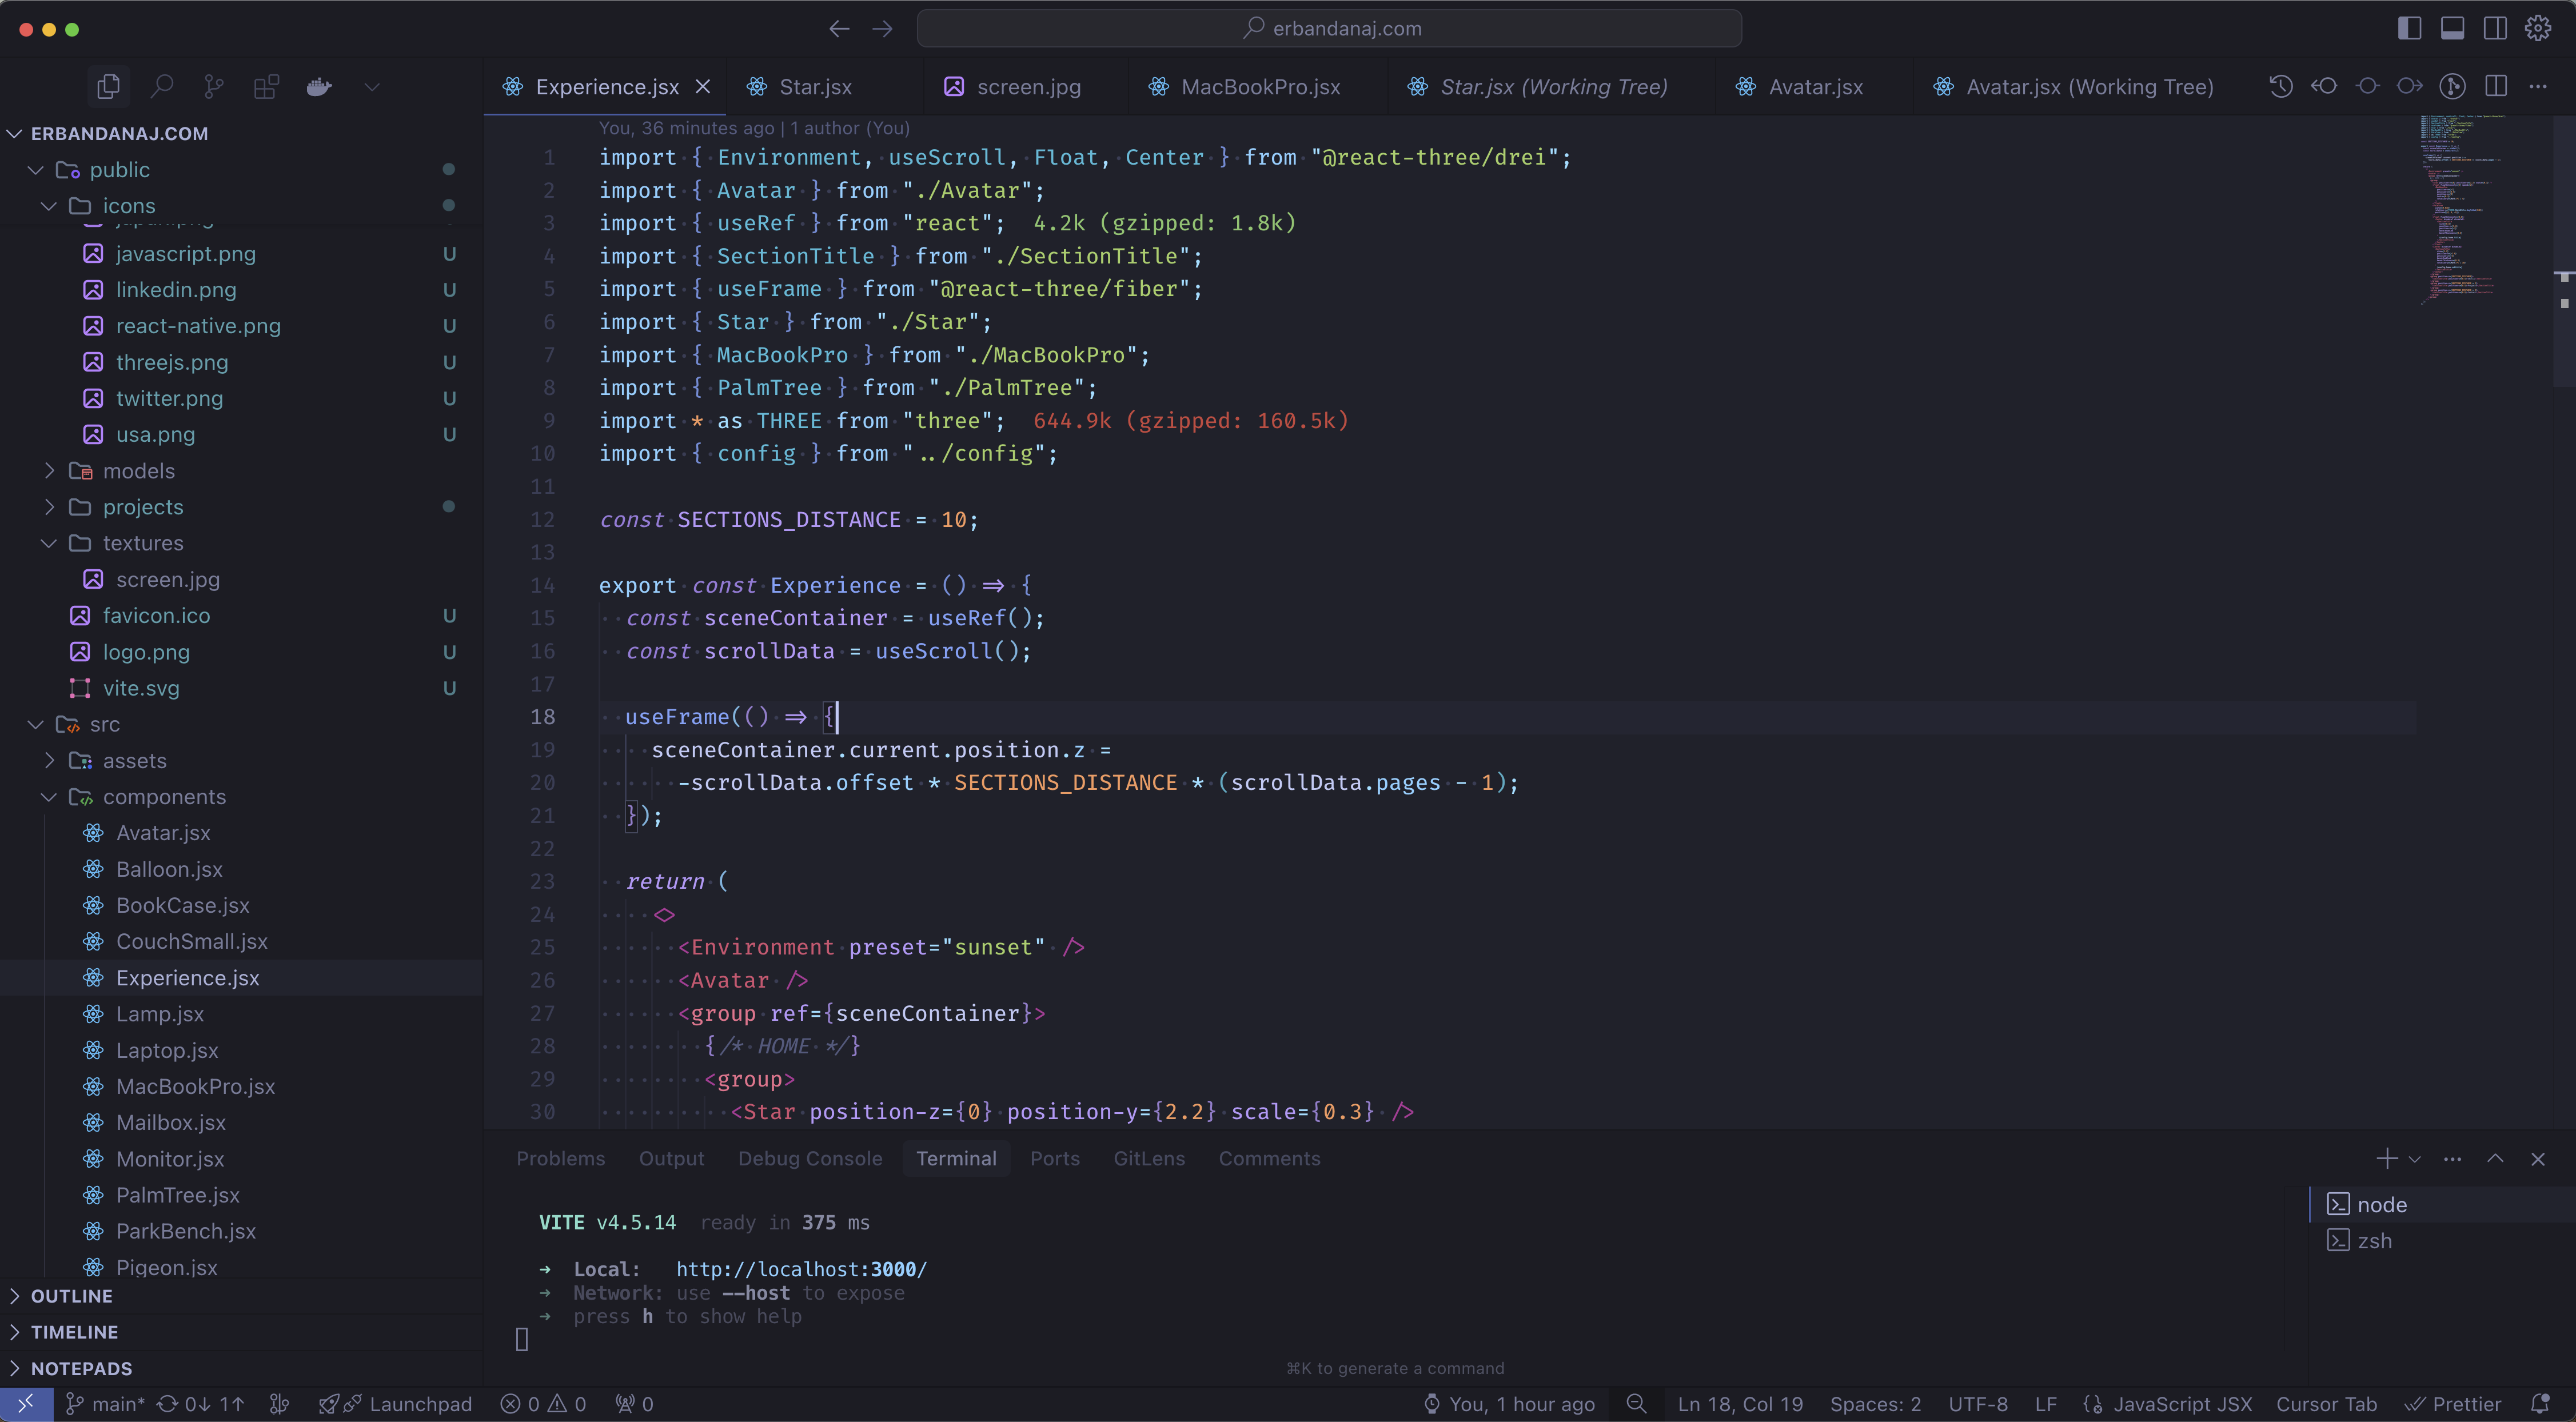 erbandanaj.com
Experience.jsx
Star.jsx
screen.jpg
MacBookPro.jsx
Star.jsx (Working Tree)
Avatar.jsx
Avatar.jsx (Working Tree)
ERBANDANAJ.COM
public
icons
javascript.png U
linkedin.png U
react-native.png U
threejs.png U
twitter.png U
usa.png U
models
projects
textures
screen.jpg
favicon.ico U
logo.png U
vite.svg U
src
assets
components
Avatar.jsx
Balloon.jsx
BookCase.jsx
CouchSmall.jsx
Experience.jsx
Lamp.jsx
Laptop.jsx
MacBookPro.jsx
Mailbox.jsx
Monitor.jsx
PalmTree.jsx
ParkBench.jsx
Pigeon.jsx
OUTLINE
TIMELINE
NOTEPADS
You, 36 minutes ago | 1 author (You)
1 import { Environment, useScroll, Float, Center } from "@react-three/drei";
2 import { Avatar } from "./Avatar";
3 import { useRef } from "react"; 4.2k (gzipped: 1.8k)
4 import { SectionTitle } from "./SectionTitle";
5 import { useFrame } from "@react-three/fiber";
6 import { Star } from "./Star";
7 import { MacBookPro } from "./MacBookPro";
8 import { PalmTree } from "./PalmTree";
9 import * as THREE from "three"; 644.9k (gzipped: 160.5k)
10 import { config } from "../config";
11
12 const SECTIONS_DISTANCE = 10;
13
14 export const Experience = () => {
15 const sceneContainer = useRef();
16 const scrollData = useScroll();
17
18 useFrame(() => {
19 sceneContainer.current.position.z =
20 -scrollData.offset * SECTIONS_DISTANCE * (scrollData.pages - 1);
21 });
22
23 return (
24 <>
25 <Environment preset="sunset" />
26 <Avatar />
27 <group ref={sceneContainer}>
28 {/* HOME */}
29 <group>
30 <Star position-z={0} position-y={2.2} scale={0.3} />
Problems Output Debug Console Terminal Ports GitLens Comments
VITE v4.5.14 ready in 375 ms
➜ Local: http://localhost:3000/
➜ Network: use --host to expose
➜ press h to show help
⌘K to generate a command
node
zsh
main* 0↓ 1↑ Launchpad 0 0 0 You, 1 hour ago Ln 18, Col 19 Spaces: 2 UTF-8 LF JavaScript JSX Cursor Tab Prettier